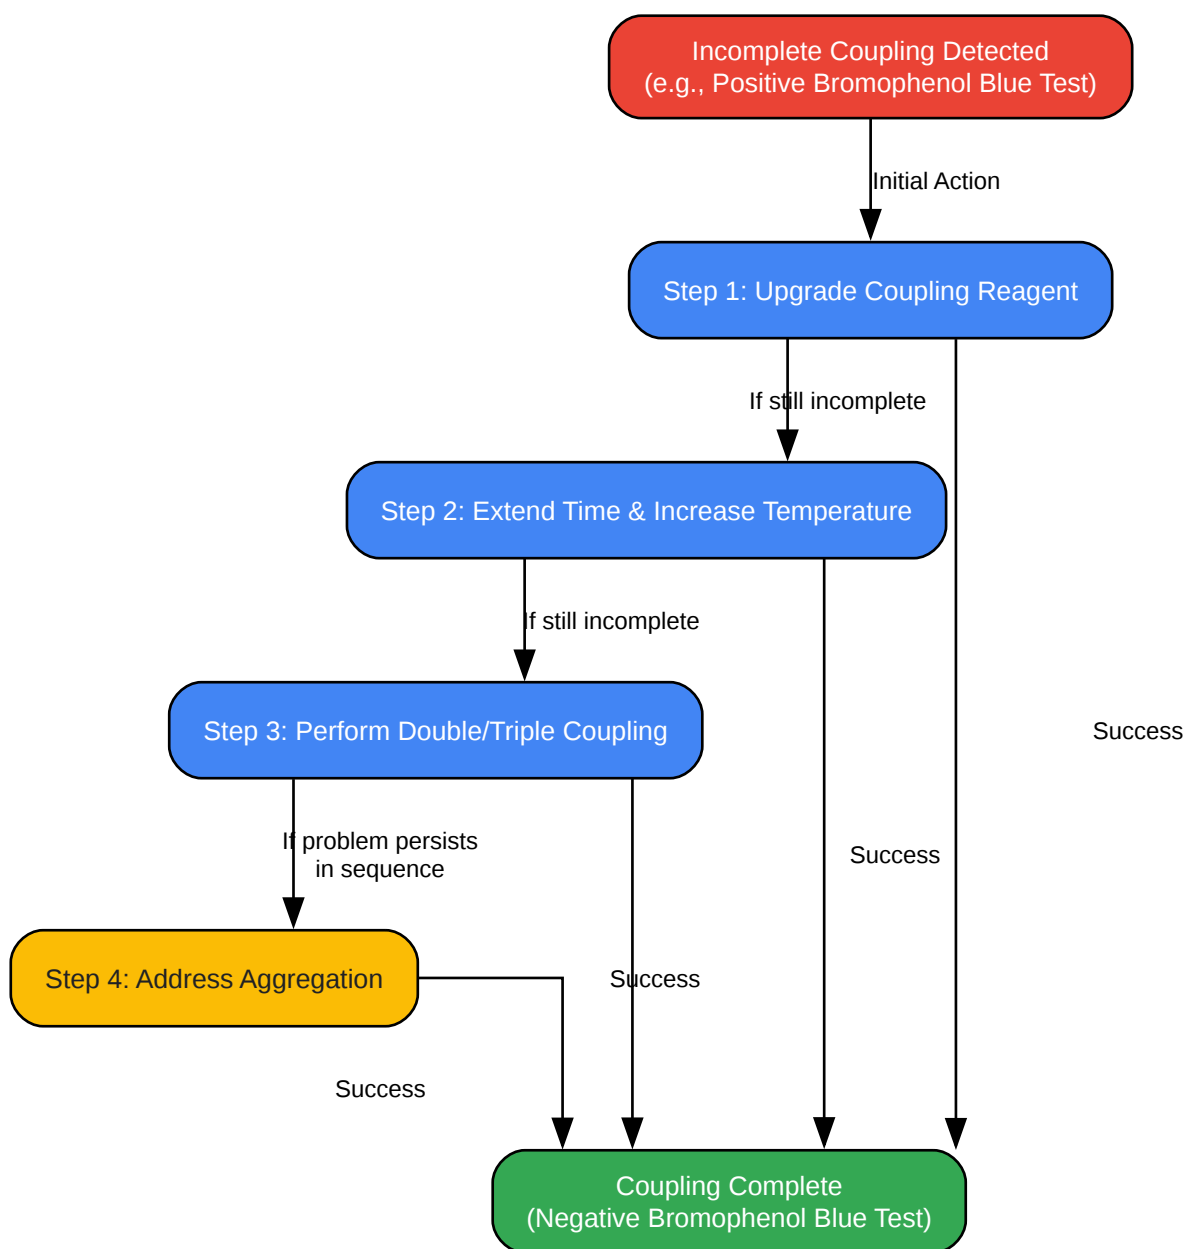 Incomplete Coupling Detected
(e.g., Positive Bromophenol Blue Test)
Initial Action
Step 1: Upgrade Coupling Reagent
If still incomplete
Step 2: Extend Time & Increase Temperature
If still incomplete
Step 3: Perform Double/Triple Coupling
Success
If problem persists
in sequence
Success
Step 4: Address Aggregation
Success
Success
Coupling Complete
(Negative Bromophenol Blue Test)